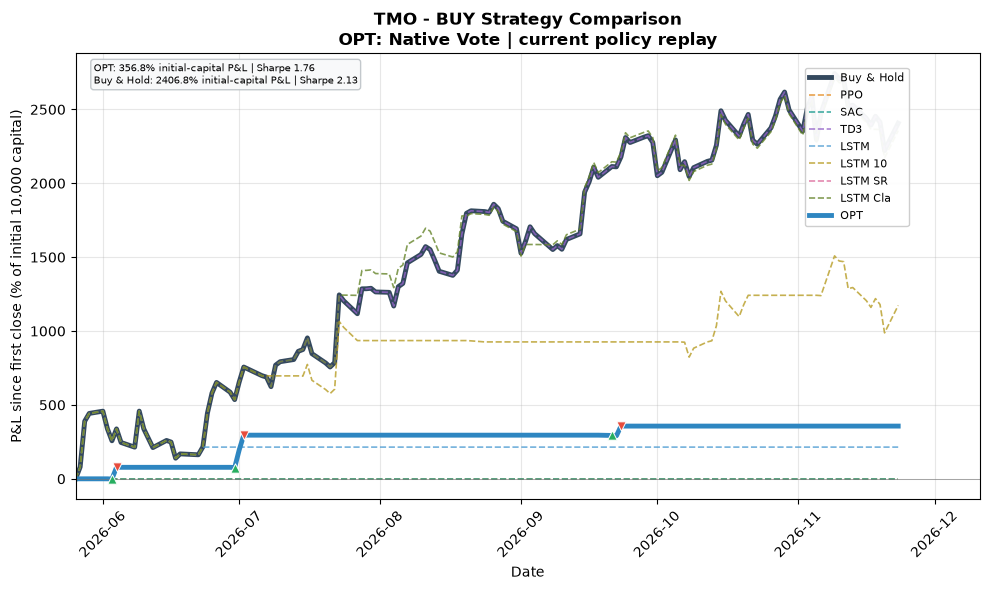 TMO - BUY Strategy Comparison
OPT: Native Vote | current policy replay
OPT: 356.8% initial-capital P&L | Sharpe 1.76
Buy & Hold: 2406.8% initial-capital P&L | Sharpe 2.13
Buy & Hold
PPO
SAC
TD3
LSTM
LSTM 10
LSTM SR
LSTM Cla
OPT
P&L since first close (% of initial 10,000 capital)
2500
2000
1500
1000
500
0
2026-06
2026-07
2026-08
2026-09
2026-10
2026-11
2026-12
Date